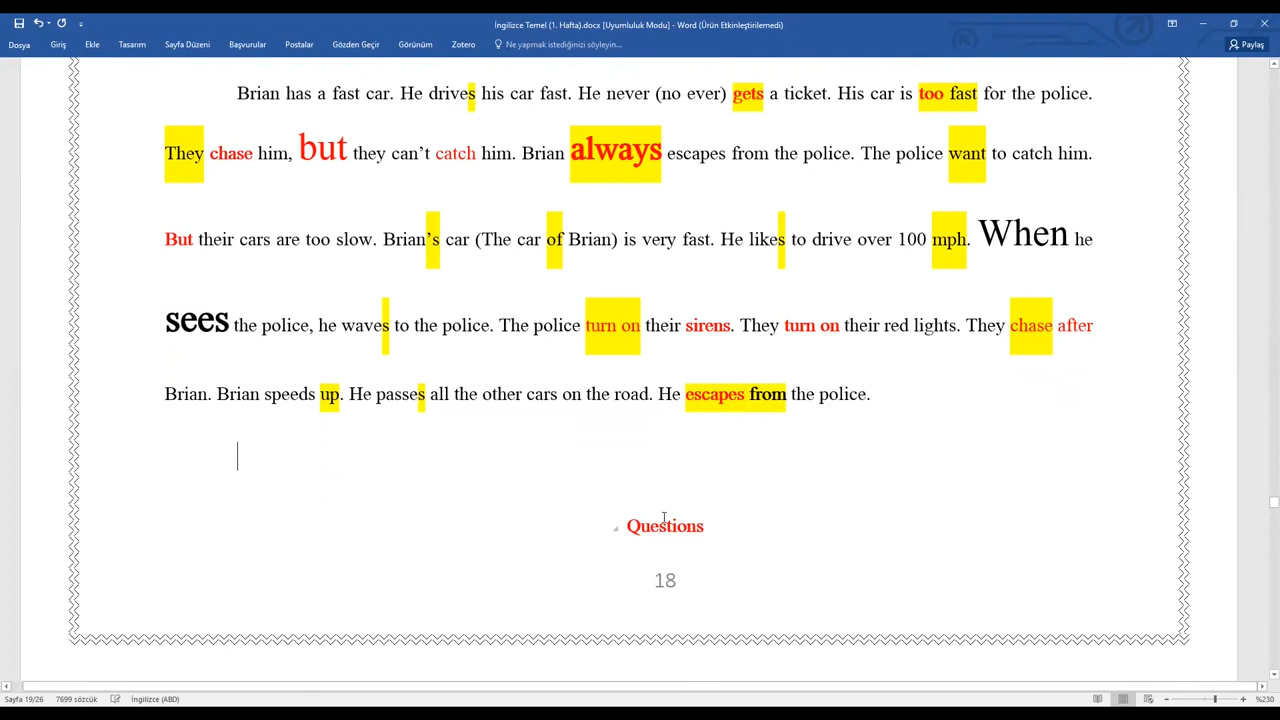 İngilizce Temel (1. Hafta).docx [Uyumluluk Modu] - Word (Ürün Etkinleştirilemedi)
Dosya Giriş Ekle Tasarım Sayfa Düzeni Başvurular Postalar Gözden Geçir Görünüm Zotero Ne yapmak istediğinizi söyleyin... Paylaş
Brian has a fast car. He drives his car fast. He never (no ever) gets a ticket. His car is too fast for the police.
They chase him, but they can’t catch him. Brian always escapes from the police. The police want to catch him.
But their cars are too slow. Brian’s car (The car of Brian) is very fast. He likes to drive over 100 mph. When he
sees the police, he waves to the police. The police turn on their sirens. They turn on their red lights. They chase after
Brian. Brian speeds up. He passes all the other cars on the road. He escapes from the police.
Questions
18
Sayfa 19/26 7699 sözcük İngilizce (ABD) %230